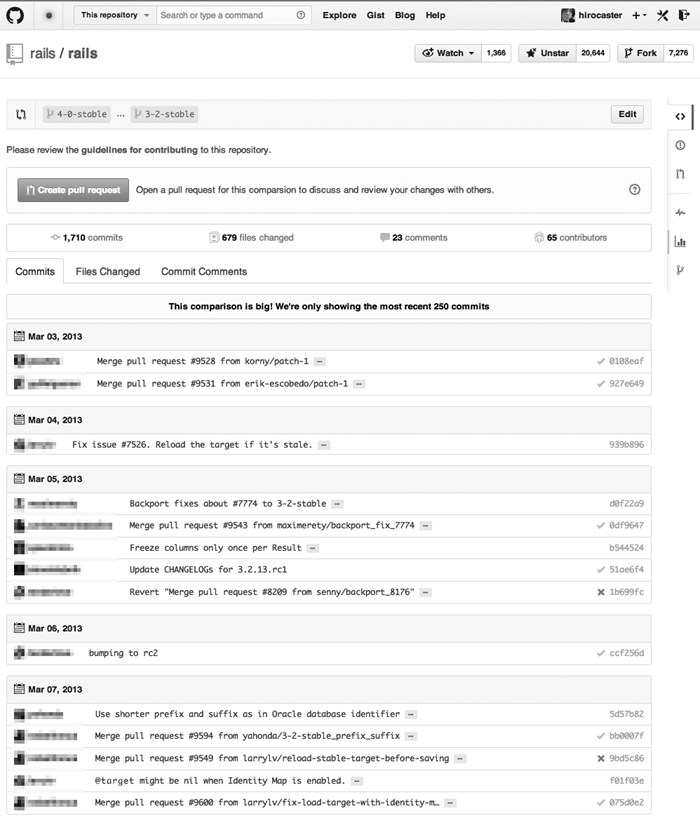 This repository Search or type a command Explore Gist Blog Help hirocaster
rails / rails Watch 1,366 Unstar 20,644 Fork 7,276
4-0-stable ... 3-2-stable Edit
Please review the guidelines for contributing to this repository.
Create pull request Open a pull request for this comparsion to discuss and review your changes with others.
1,710 commits 679 files changed 23 comments 65 contributors
Commits Files Changed Commit Comments
This comparison is big! We're only showing the most recent 250 commits
Mar 03, 2013
Merge pull request #9528 from korny/patch-1 … 0108eaf
Merge pull request #9531 from erik-escobedo/patch-1 … 927e649
Mar 04, 2013
Fix issue #7526. Reload the target if it's stale. … 939b896
Mar 05, 2013
Backport fixes about #7774 to 3-2-stable … d0f22a9
Merge pull request #9543 from maximerety/backport_fix_7774 … 0df9647
Freeze columns only once per Result … b544524
Update CHANGELOGs for 3.2.13.rc1 51ae6f4
Revert "Merge pull request #8209 from senny/backport_8176" … 1b699fc
Mar 06, 2013
bumping to rc2 ccf256d
Mar 07, 2013
Use shorter prefix and suffix as in Oracle database identifier … 5d57b82
Merge pull request #9594 from yahonda/3-2-stable_prefix_suffix … bb0007f
Merge pull request #9549 from larrylv/reload-stable-target-before-saving … 9bd5c86
@target might be nil when Identity Map is enabled. … f01f03e
Merge pull request #9600 from larrylv/fix-load-target-with-identity-m… … 075d0e2